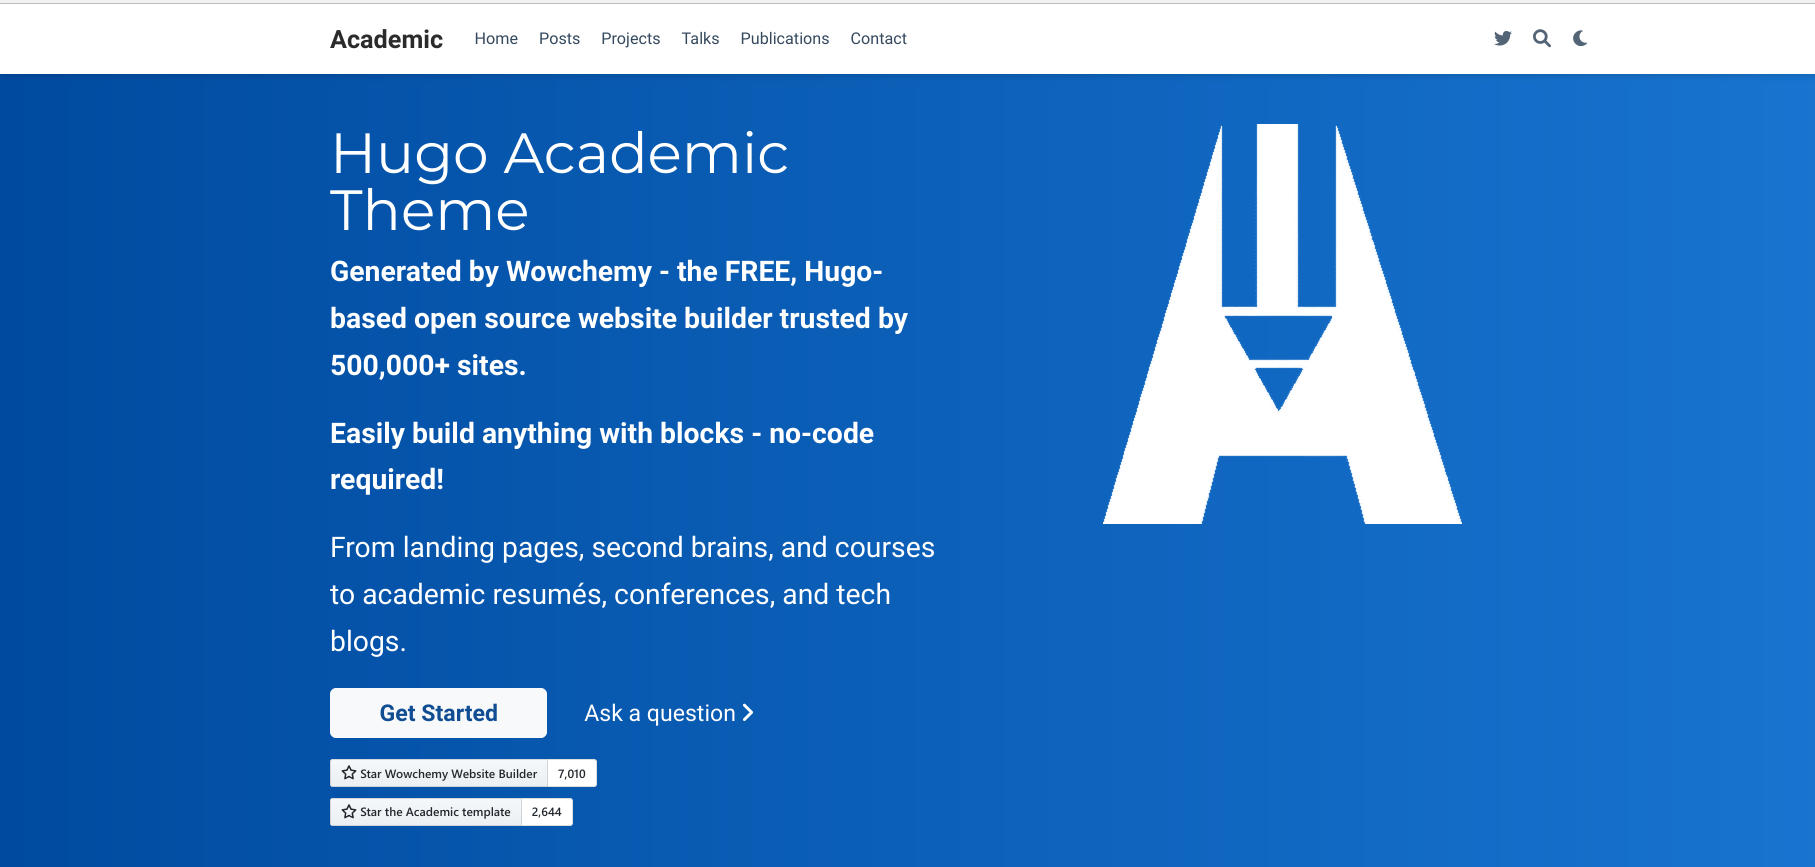 Academic Home Posts Projects Talks Publications Contact
Hugo Academic
Theme
Generated by Wowchemy - the FREE, Hugo-
based open source website builder trusted by
500,000+ sites.
Easily build anything with blocks - no-code
required!
From landing pages, second brains, and courses
to academic resumés, conferences, and tech
blogs.
Get Started Ask a question
Star Wowchemy Website Builder 7,010
Star the Academic template 2,644